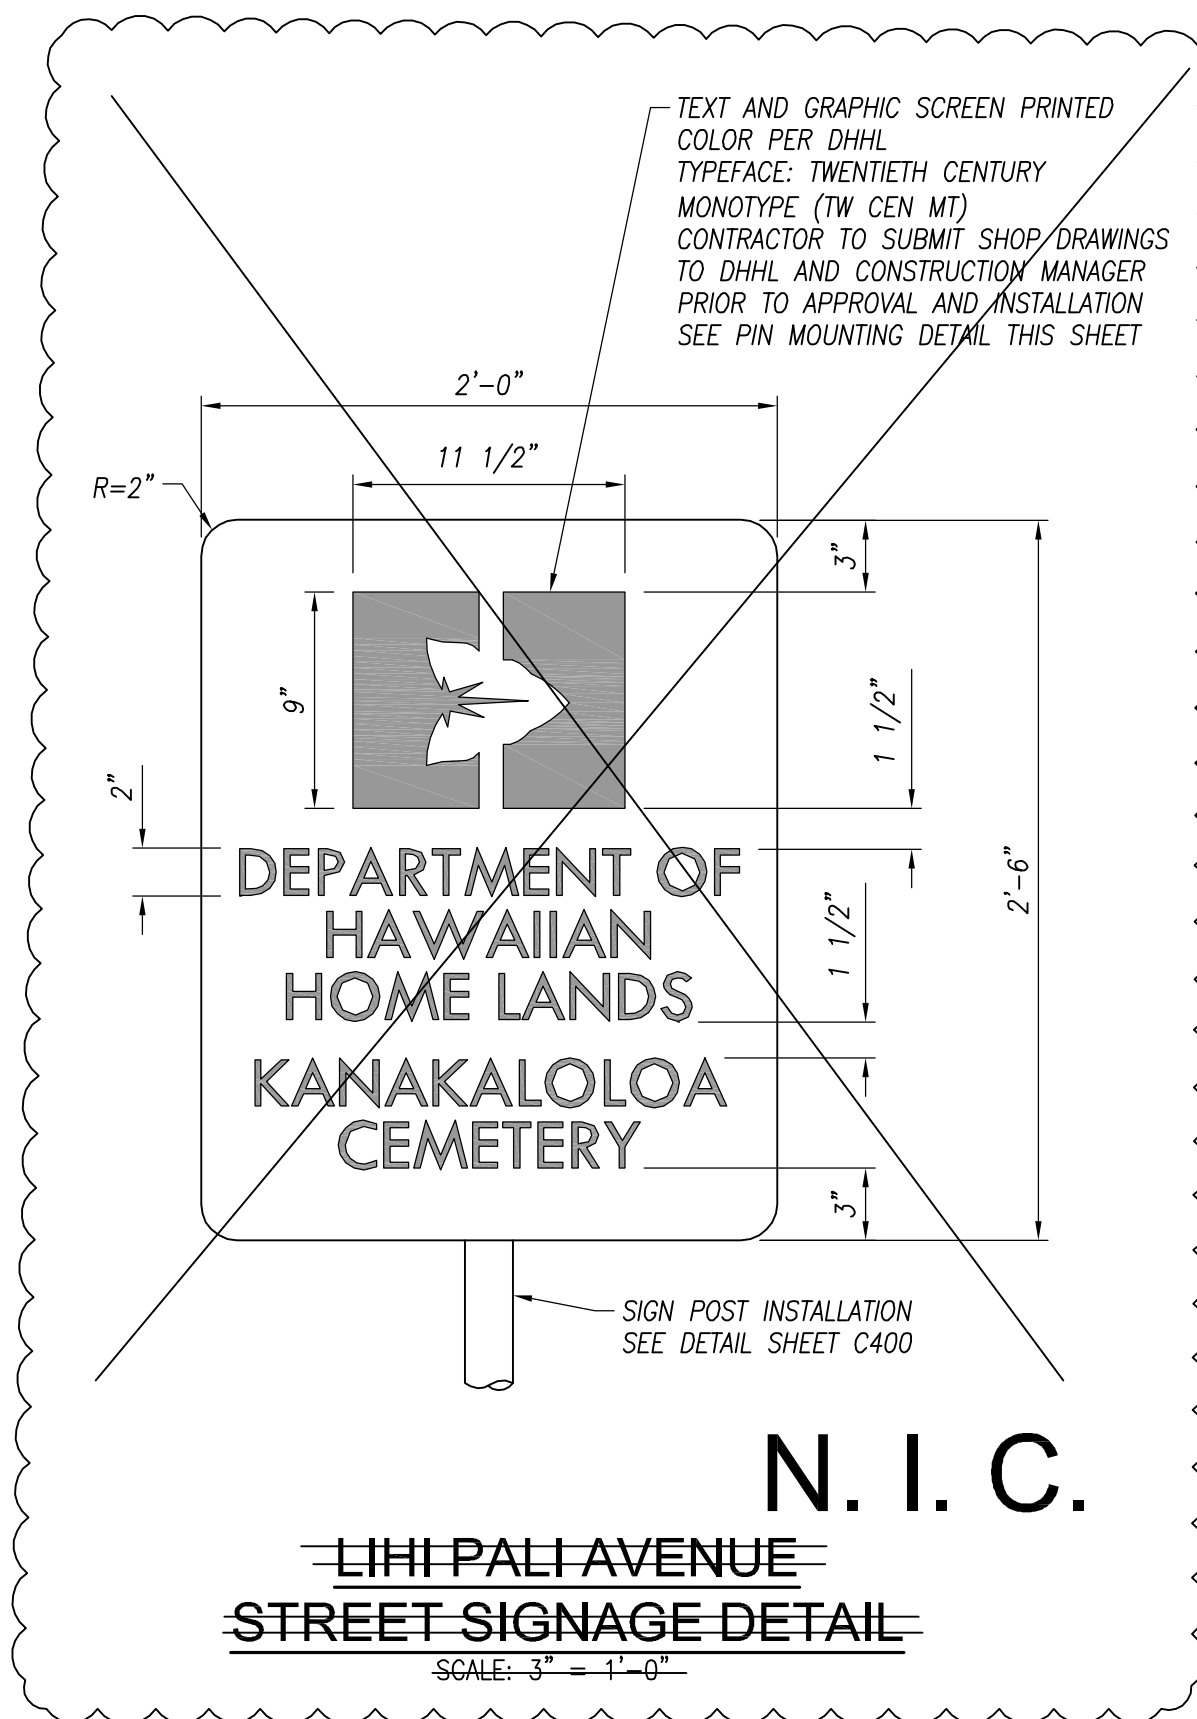 TEXT AND GRAPHIC SCREEN PRINTED
COLOR PER DHHL
TYPEFACE: TWENTIETH CENTURY
MONOTYPE (TW CEN MT)
CONTRACTOR TO SUBMIT SHOP DRAWINGS
TO DHHL AND CONSTRUCTION MANAGER
PRIOR TO APPROVAL AND INSTALLATION
SEE PIN MOUNTING DETAIL THIS SHEET
2'-0"
11 1/2"
R=2"
3"
9"
1 1/2"
2"
2'-6"
DEPARTMENT OF
HAWAIIAN
HOME LANDS
1 1/2"
KANAKALOLOA
CEMETERY
3"
SIGN POST INSTALLATION
SEE DETAIL SHEET C400
N. I. C.
LIHI PALI AVENUE
STREET SIGNAGE DETAIL
SCALE: 3" = 1'-0"